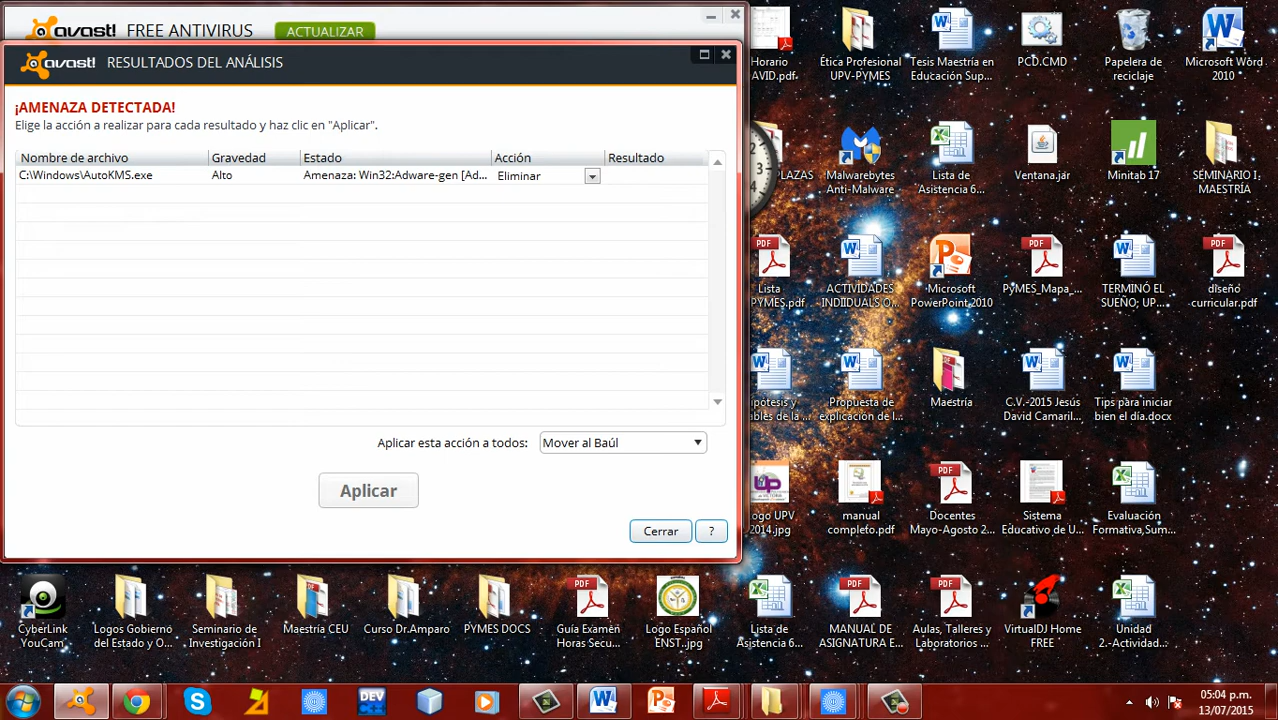 avast! FREE ANTIVIRUS
ACTUALIZAR
avast! RESULTADOS DEL ANÁLISIS
¡AMENAZA DETECTADA!
Elige la acción a realizar para cada resultado y haz clic en "Aplicar".
Nombre de archivo Gravedad Estado Acción Resultado
C:\Windows\AutoKMS.exe Alto Amenaza: Win32:Adware-gen [Ad... Eliminar
Aplicar esta acción a todos: Mover al Baúl
Aplicar
Cerrar ?
Horario
AVID.pdf
Ética Profesional
UPV-PYMES
Tesis Maestría en
Educación Sup...
PCD.CMD
Papelera de
reciclaje
Microsoft Word
2010
PLAZAS
Malwarebytes
Anti-Malware
Lista de
Asistencia 6...
Ventana.jar
Minitab 17
SEMINARIO I,
MAESTRÍA
Lista
PYMES.pdf
ACTIVIDADES
INDIIDUALS O...
Microsoft
PowerPoint 2010
PyMES_Mapa_...
TERMINÓ EL
SUEÑO; UP...
dIseño
curricular.pdf
pótesis y
bles de la ...
Propuesta de
explicación de l...
Maestría
C.V.-2015 Jesús
David Camaril...
Tips para iniciar
bien el día.docx
ogo UPV
2014.jpg
manual
completo.pdf
Docentes
Mayo-Agosto 2...
Sistema
Educativo de U...
Evaluación
Formativa,Sum...
CyberLink
YouCam
Logos Gobierno
del Estado y O...
Seminario de
Investigación I
Maestría CEU
Curso Dr.Amparo
PYMES DOCS
Guía Examen
Horas Secu...
Logo Español
ENST..jpg
Lista de
Asistencia 6...
MANUAL DE
ASIGNATURA E...
Aulas, Talleres y
Laboratorios ...
VirtualDJ Home
FREE
Unidad
2.-Actividad...
DEV
05:04 p.m.
13/07/2015